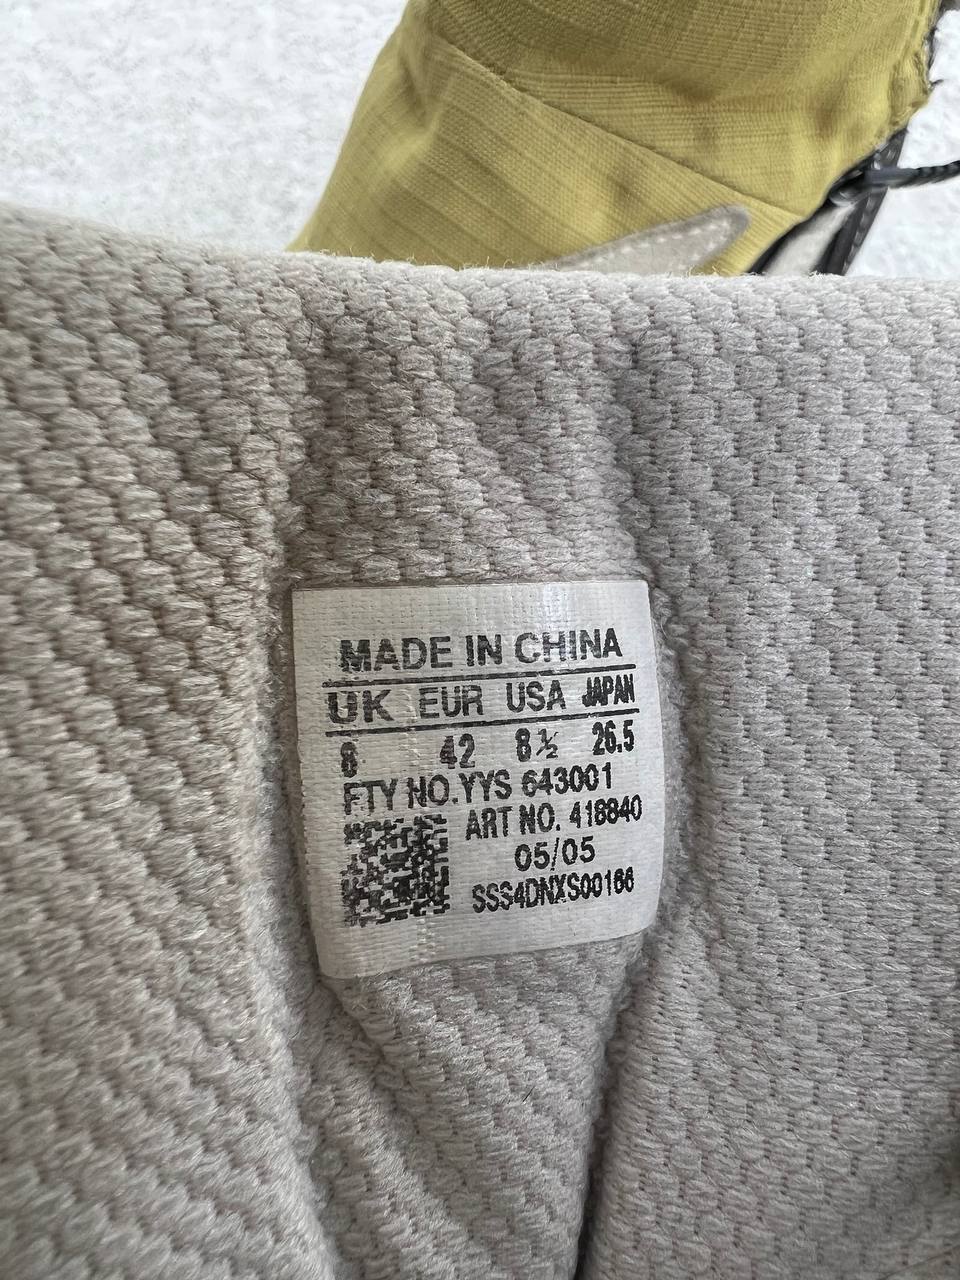 MADE IN CHINA
UK EUR USA JAPAN
8 42 8½ 26.5
FTY NO.YYS 643001
ART NO. 418840
05/05
SSS4DNXS00166